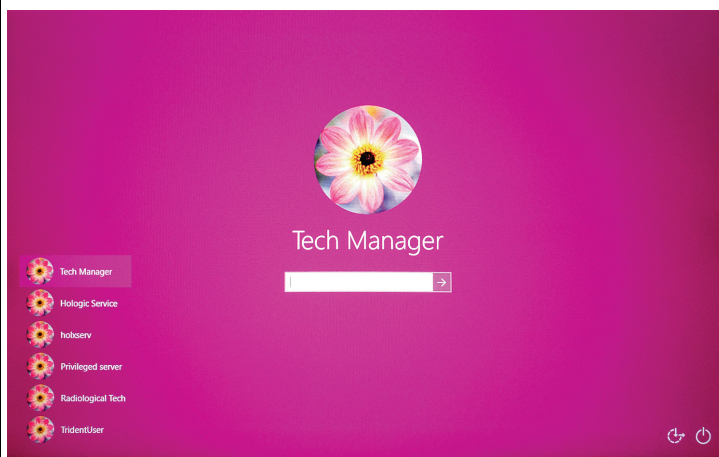 Tech Manager
Tech Manager
Hologic Service
holxserv
Privileged server
Radiological Tech
TridentUser